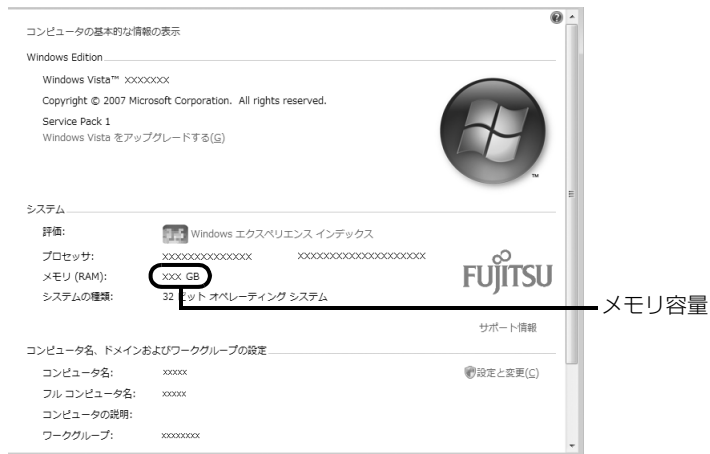 コンピュータの基本的な情報の表示
Windows Edition
Windows Vista™ xxxxxxx
Copyright © 2007 Microsoft Corporation. All rights reserved.
Service Pack 1
Windows Vista をアップグレードする(G)
TM
システム
評価: Windows エクスペリエンス インデックス
プロセッサ: xxxxxxxxxxxxxx xxxxxxxxxxxxxxxxxxxx
メモリ (RAM): xxx GB
システムの種類: 32 ビット オペレーティング システム
FUJITSU
メモリ容量
サポート情報
コンピュータ名、ドメインおよびワークグループの設定
コンピュータ名: xxxxx
設定と変更(C)
フル コンピュータ名: xxxxx
コンピュータの説明:
ワークグループ: xxxxxxxx